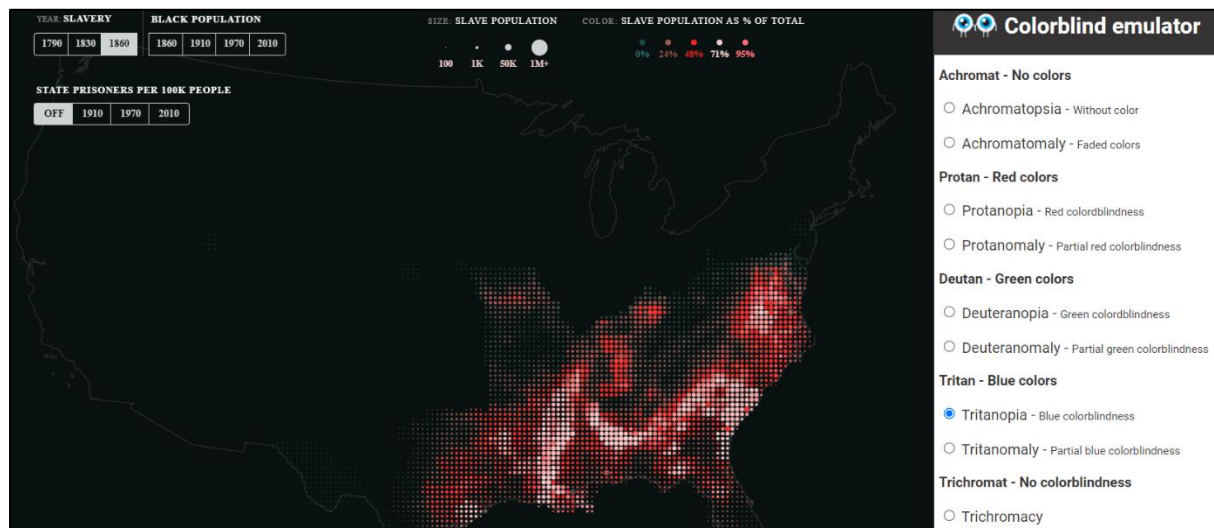 YEAR: SLAVERY
BLACK POPULATION
1790 1830 1860
1860 1910 1970 2010
STATE PRISONERS PER 100K PEOPLE
OFF 1910 1970 2010
SIZE: SLAVE POPULATION
100 1K 50K 1M+
COLOR: SLAVE POPULATION AS % OF TOTAL
0% 24% 48% 71% 95%
Colorblind emulator
Achromat - No colors
Achromatopsia - Without color
Achromatomaly - Faded colors
Protan - Red colors
Protanopia - Red colordblindness
Protanomaly - Partial red colorblindness
Deutan - Green colors
Deuteranopia - Green colordblindness
Deuteranomaly - Partial green colorblindness
Tritan - Blue colors
Tritanopia - Blue colorblindness
Tritanomaly - Partial blue colorblindness
Trichromat - No colorblindness
Trichromacy